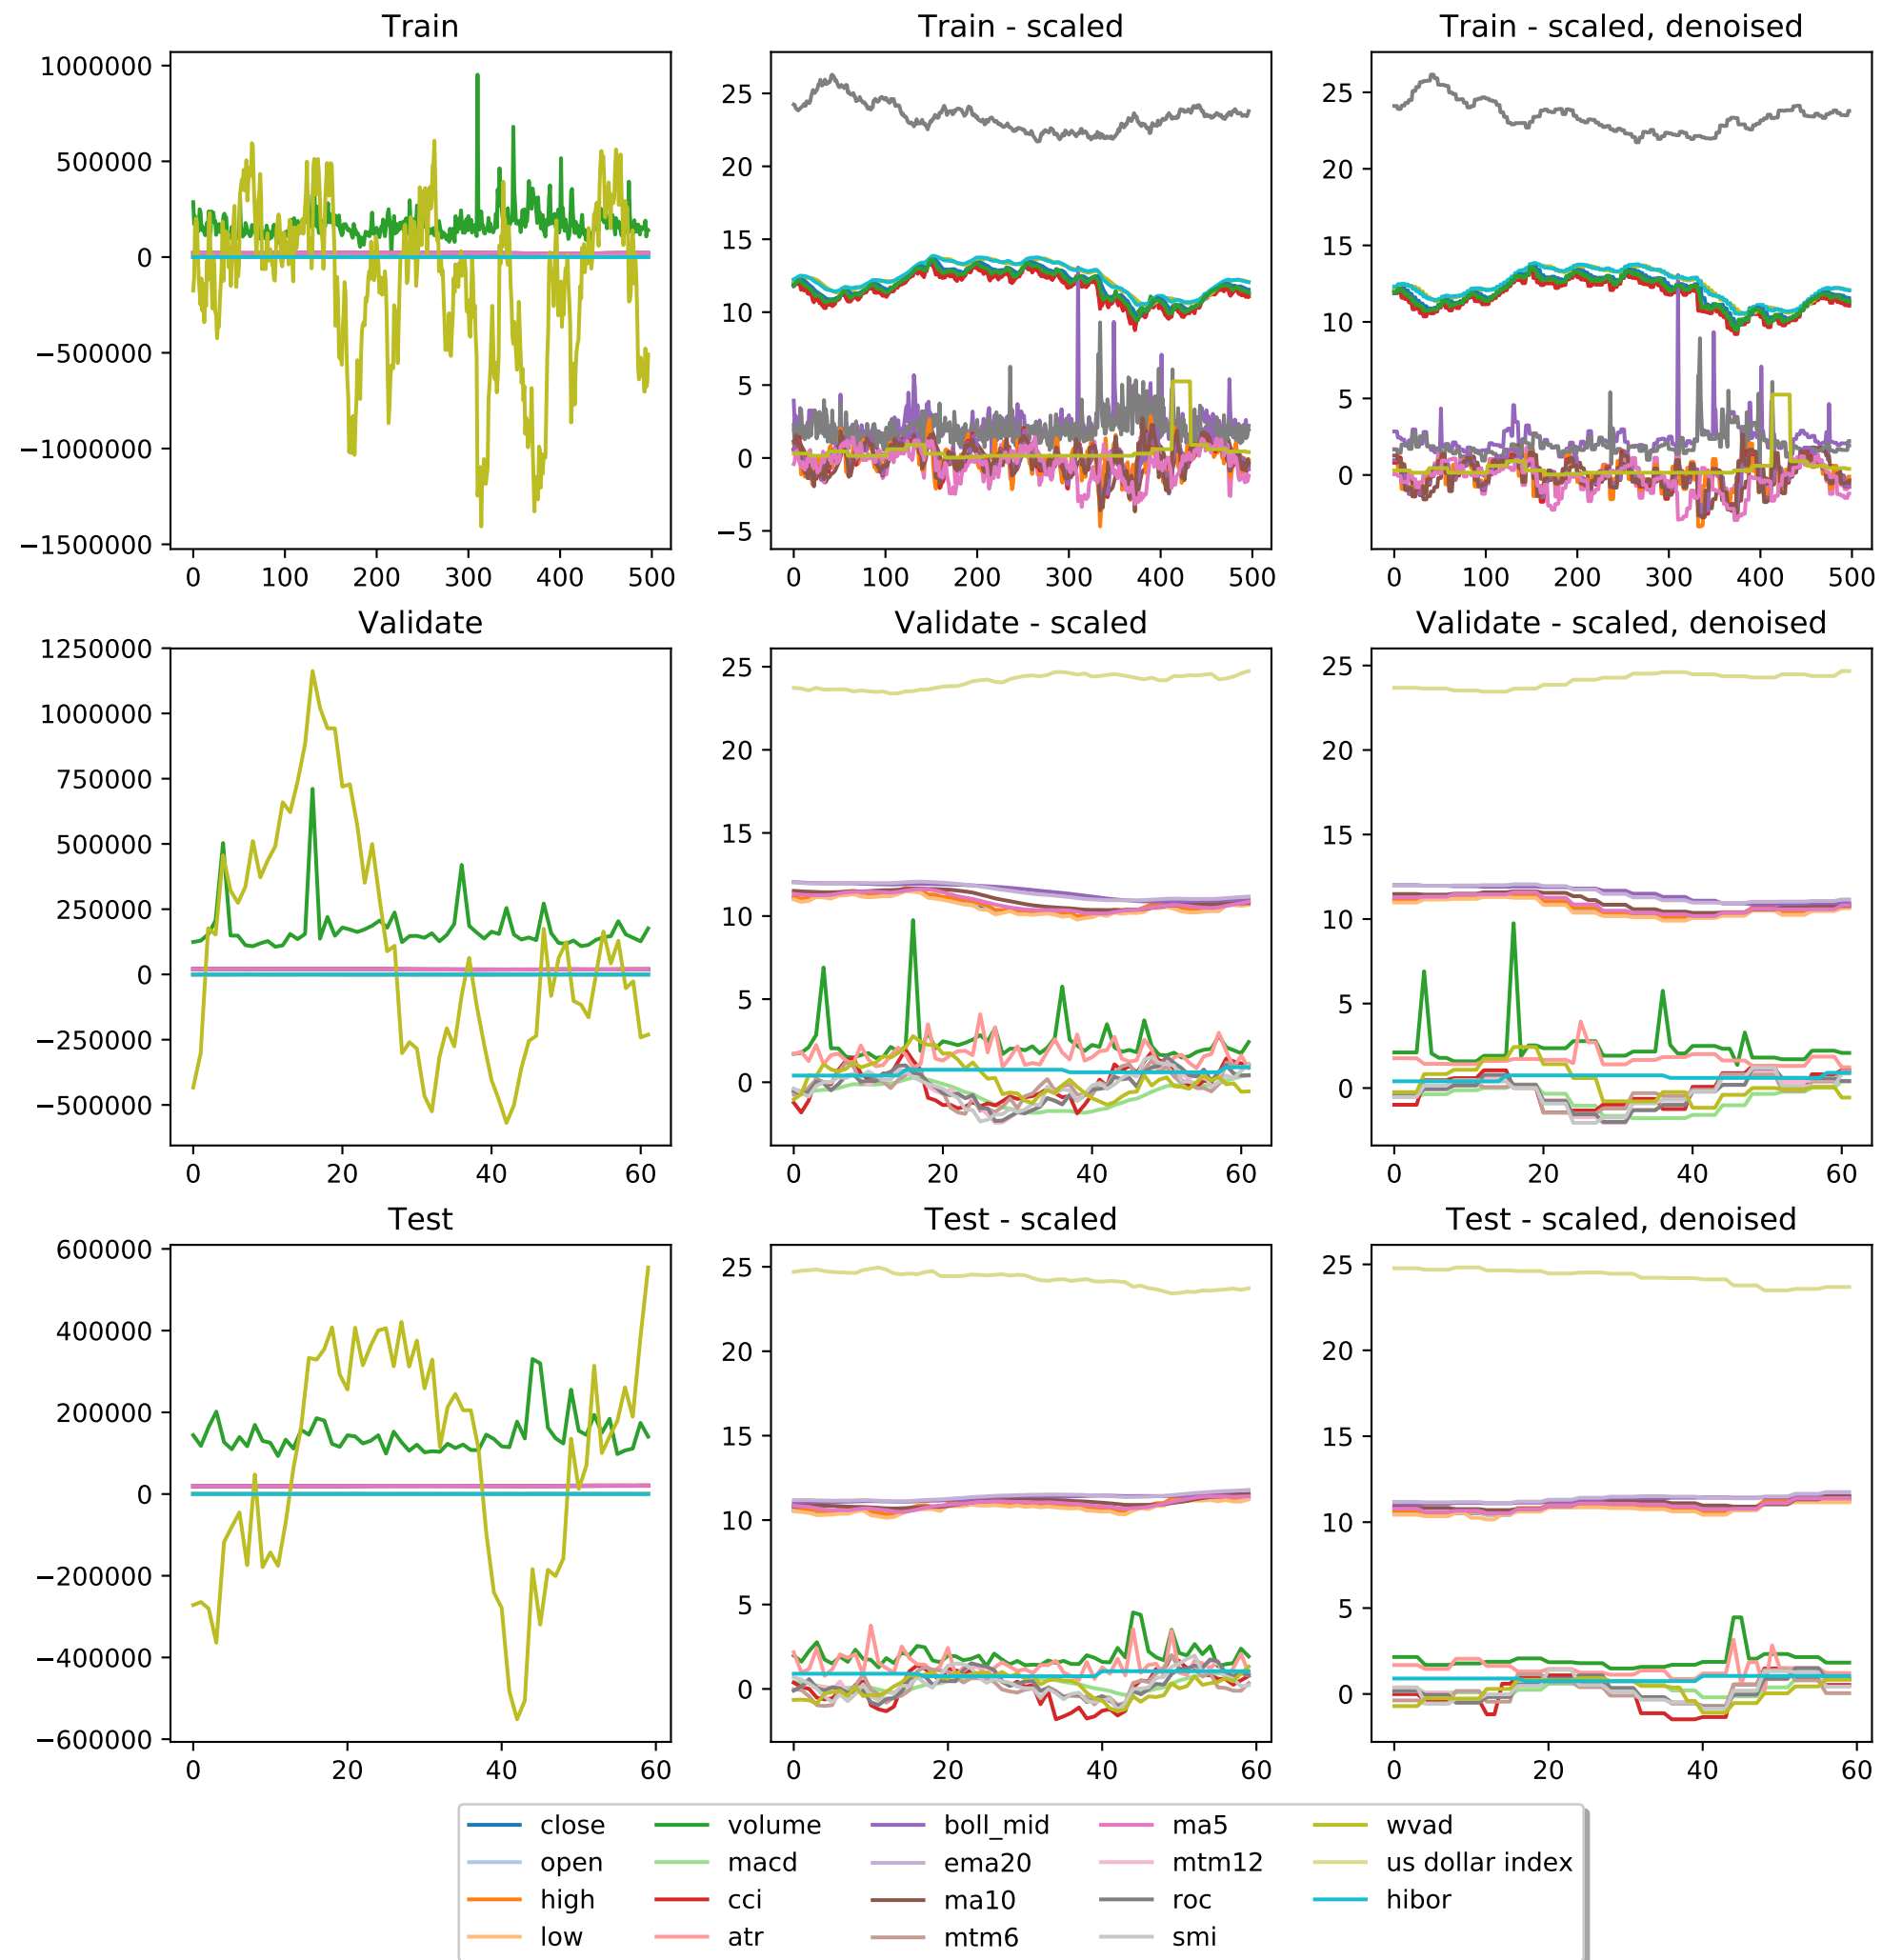 Train
Train - scaled
Train - scaled, denoised
1000000
500000
0
−500000
−1000000
−1500000
0 100 200 300 400 500
25
20
15
10
5
0
−5
0 100 200 300 400 500
25
20
15
10
5
0
0 100 200 300 400 500
Validate
Validate - scaled
Validate - scaled, denoised
1250000
1000000
750000
500000
250000
0
−250000
−500000
0 20 40 60
25
20
15
10
5
0
0 20 40 60
25
20
15
10
5
0
0 20 40 60
Test
Test - scaled
Test - scaled, denoised
600000
400000
200000
0
−200000
−400000
−600000
0 20 40 60
25
20
15
10
5
0
0 20 40 60
25
20
15
10
5
0
0 20 40 60
close
open
high
low
volume
macd
cci
atr
boll_mid
ema20
ma10
mtm6
ma5
mtm12
roc
smi
wvad
us dollar index
hibor